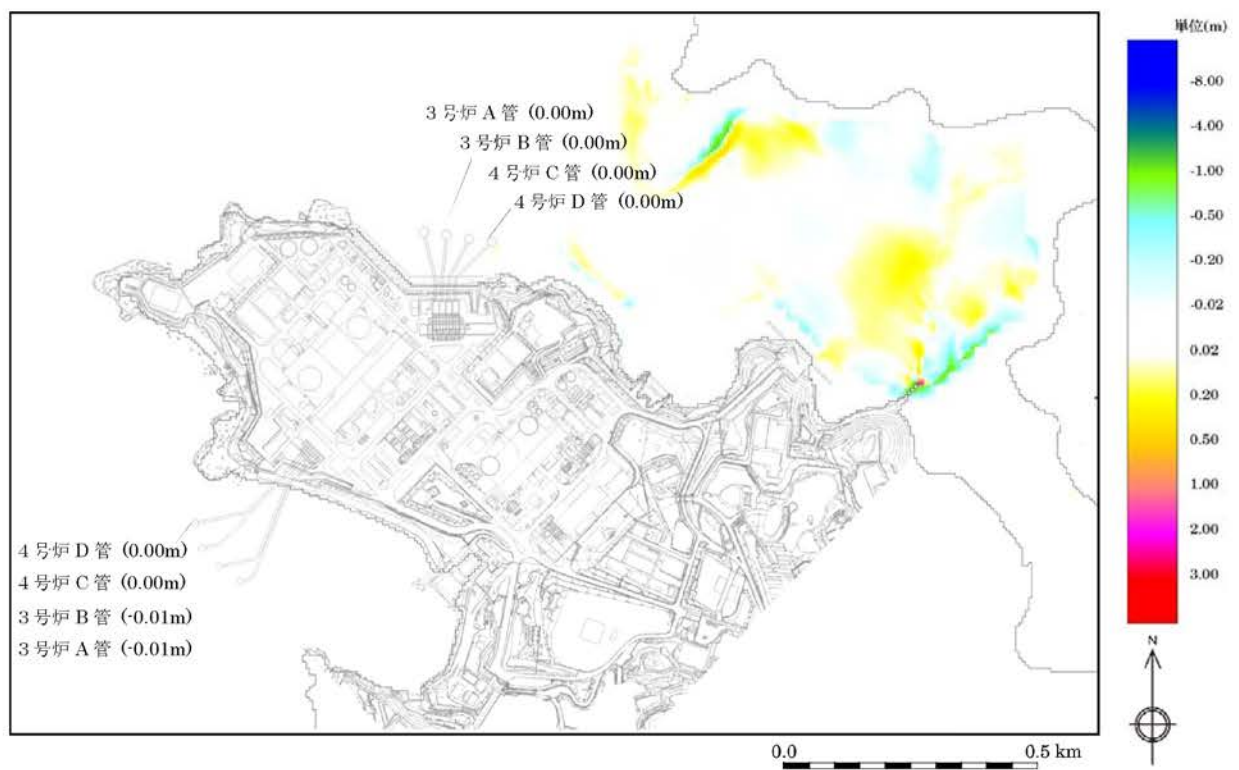 単位(m)
-8.00
-4.00
-1.00
-0.50
-0.20
-0.02
0.02
0.20
0.50
1.00
2.00
3.00
3号炉A管 (0.00m)
3号炉B管 (0.00m)
4号炉C管 (0.00m)
4号炉D管 (0.00m)
4号炉D管 (0.00m)
4号炉C管 (0.00m)
3号炉B管 (-0.01m)
3号炉A管 (-0.01m)
N
0.0 0.5 km